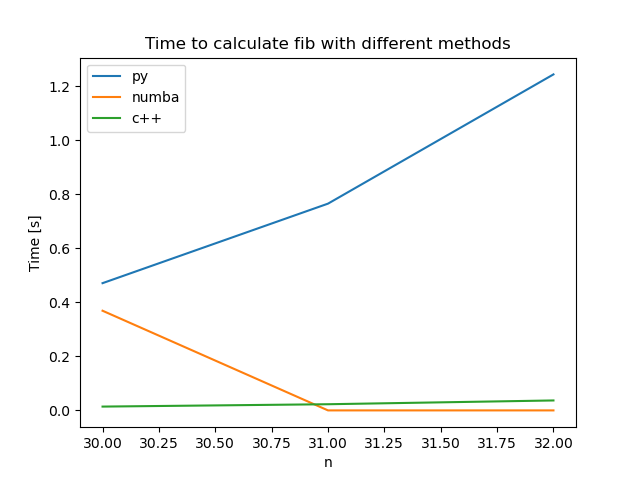 Time to calculate fib with different methods
py
numba
c++
Time [s]
1.2
1.0
0.8
0.6
0.4
0.2
0.0
30.00 30.25 30.50 30.75 31.00 31.25 31.50 31.75 32.00
n